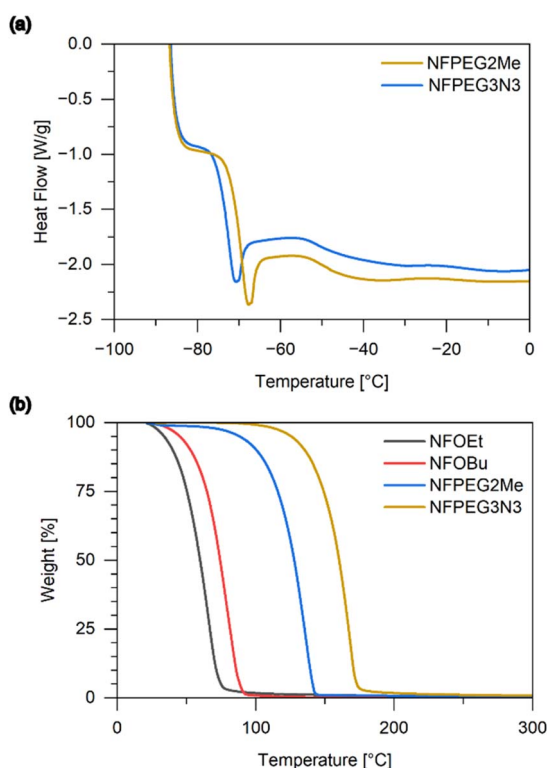 (a)
0.0
−0.5
−1.0
−1.5
−2.0
−2.5
Heat Flow [W/g]
NFPEG2Me
NFPEG3N3
−100
−80
−60
−40
−20
0
Temperature [°C]
(b)
100
75
50
25
0
Weight [%]
NFOEt
NFOBu
NFPEG2Me
NFPEG3N3
0
100
200
300
Temperature [°C]